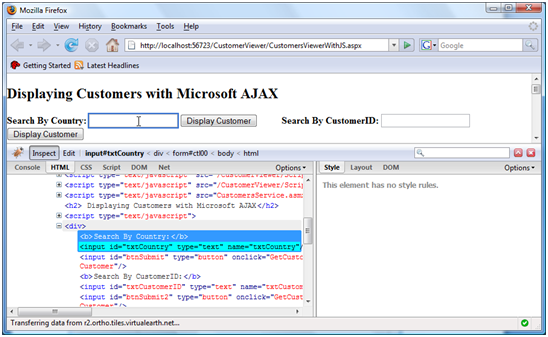 Mozilla Firefox
File Edit View History Bookmarks Tools Help
http://localhost:56723/CustomerViewer/CustomersViewerWithJS.aspx
Google
Getting Started Latest Headlines
Displaying Customers with Microsoft AJAX
Search By Country: Display Customer Search By CustomerID:
Display Customer
Inspect Edit input#txtCountry < div < form#ctl00 < body < html
Console HTML CSS Script DOM Net Options
Style Layout DOM Options
<script type="text/javascript" src="/CustomerViewer/Scrip
<script type="text/javascript" src="/CustomerViewer/Scri
<script type="text/javascript" src="CustomersService.asm
<h2> Displaying Customers with Microsoft AJAX</h2>
<script type="text/javascript">
<div>
<b>Search By Country:</b>
<input id="txtCountry" type="text" name="txtCountry"/
<input id="btnSubmit" type="button" onclick="GetCust
Customer"/>
<b>Search By CustomerID:</b>
<input id="txtCustomerID" type="text" name="txtCustom
<input id="btnSubmit2" type="button" onclick="GetCus
Customer"/>
This element has no style rules.
Transferring data from r2.ortho.tiles.virtualearth.net...